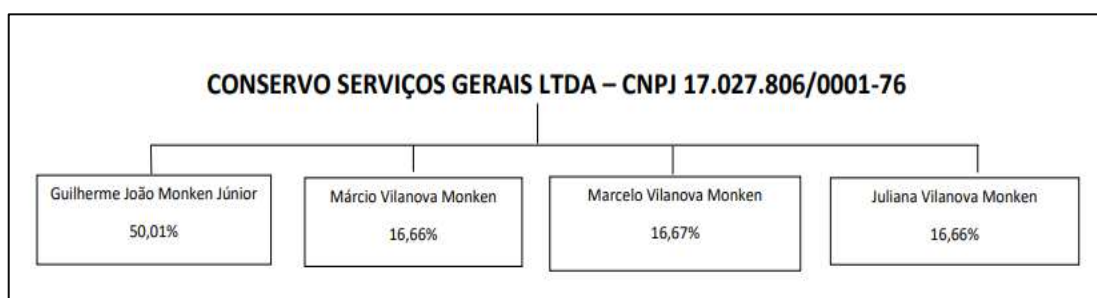 CONSERVO SERVIÇOS GERAIS LTDA – CNPJ 17.027.806/0001-76
Guilherme João Monken Júnior
50,01%
Márcio Vilanova Monken
16,66%
Marcelo Vilanova Monken
16,67%
Juliana Vilanova Monken
16,66%